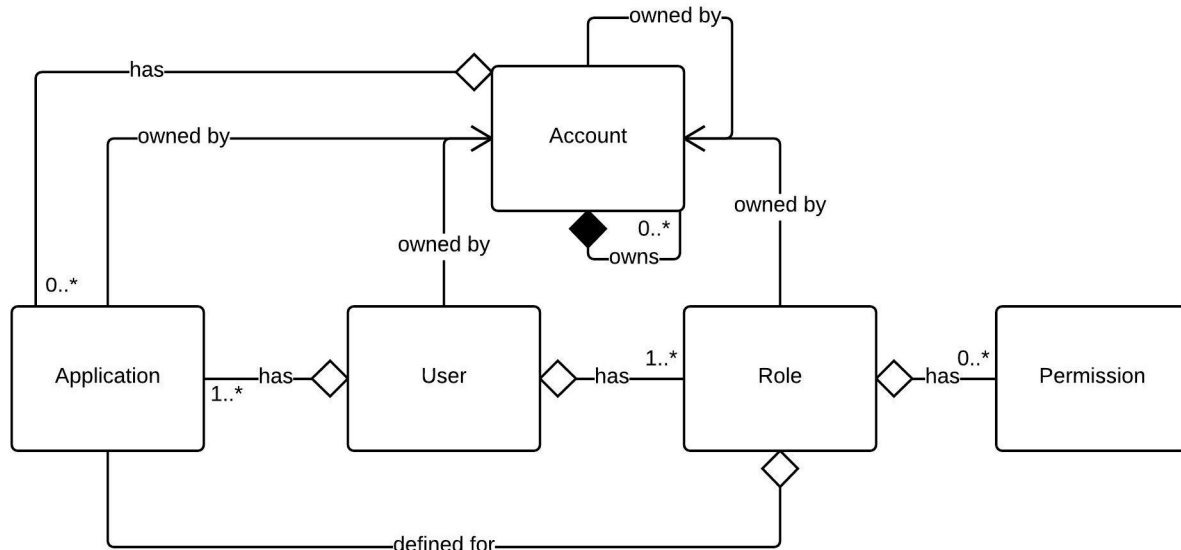 owned by
has
owned by
Account
owned by
owned by
0..*
owns
0..*
Application
has
1..*
User
has
1..*
Role
has
0..*
Permission
defined for